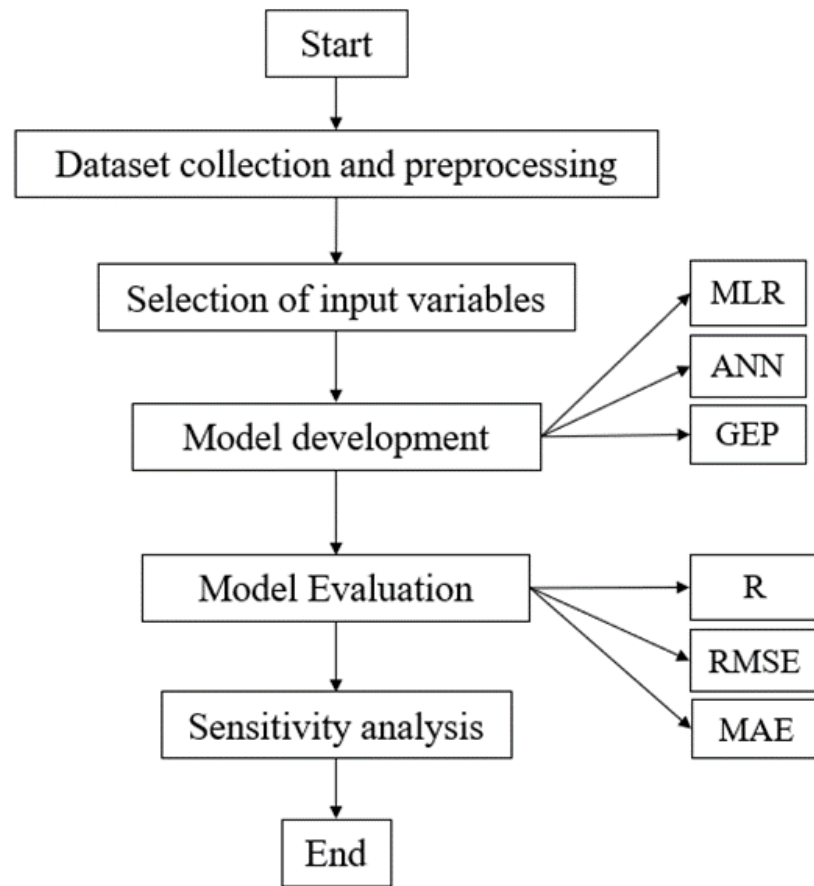 Start
Dataset collection and preprocessing
Selection of input variables
MLR
ANN
Model development
GEP
Model Evaluation
R
RMSE
Sensitivity analysis
MAE
End